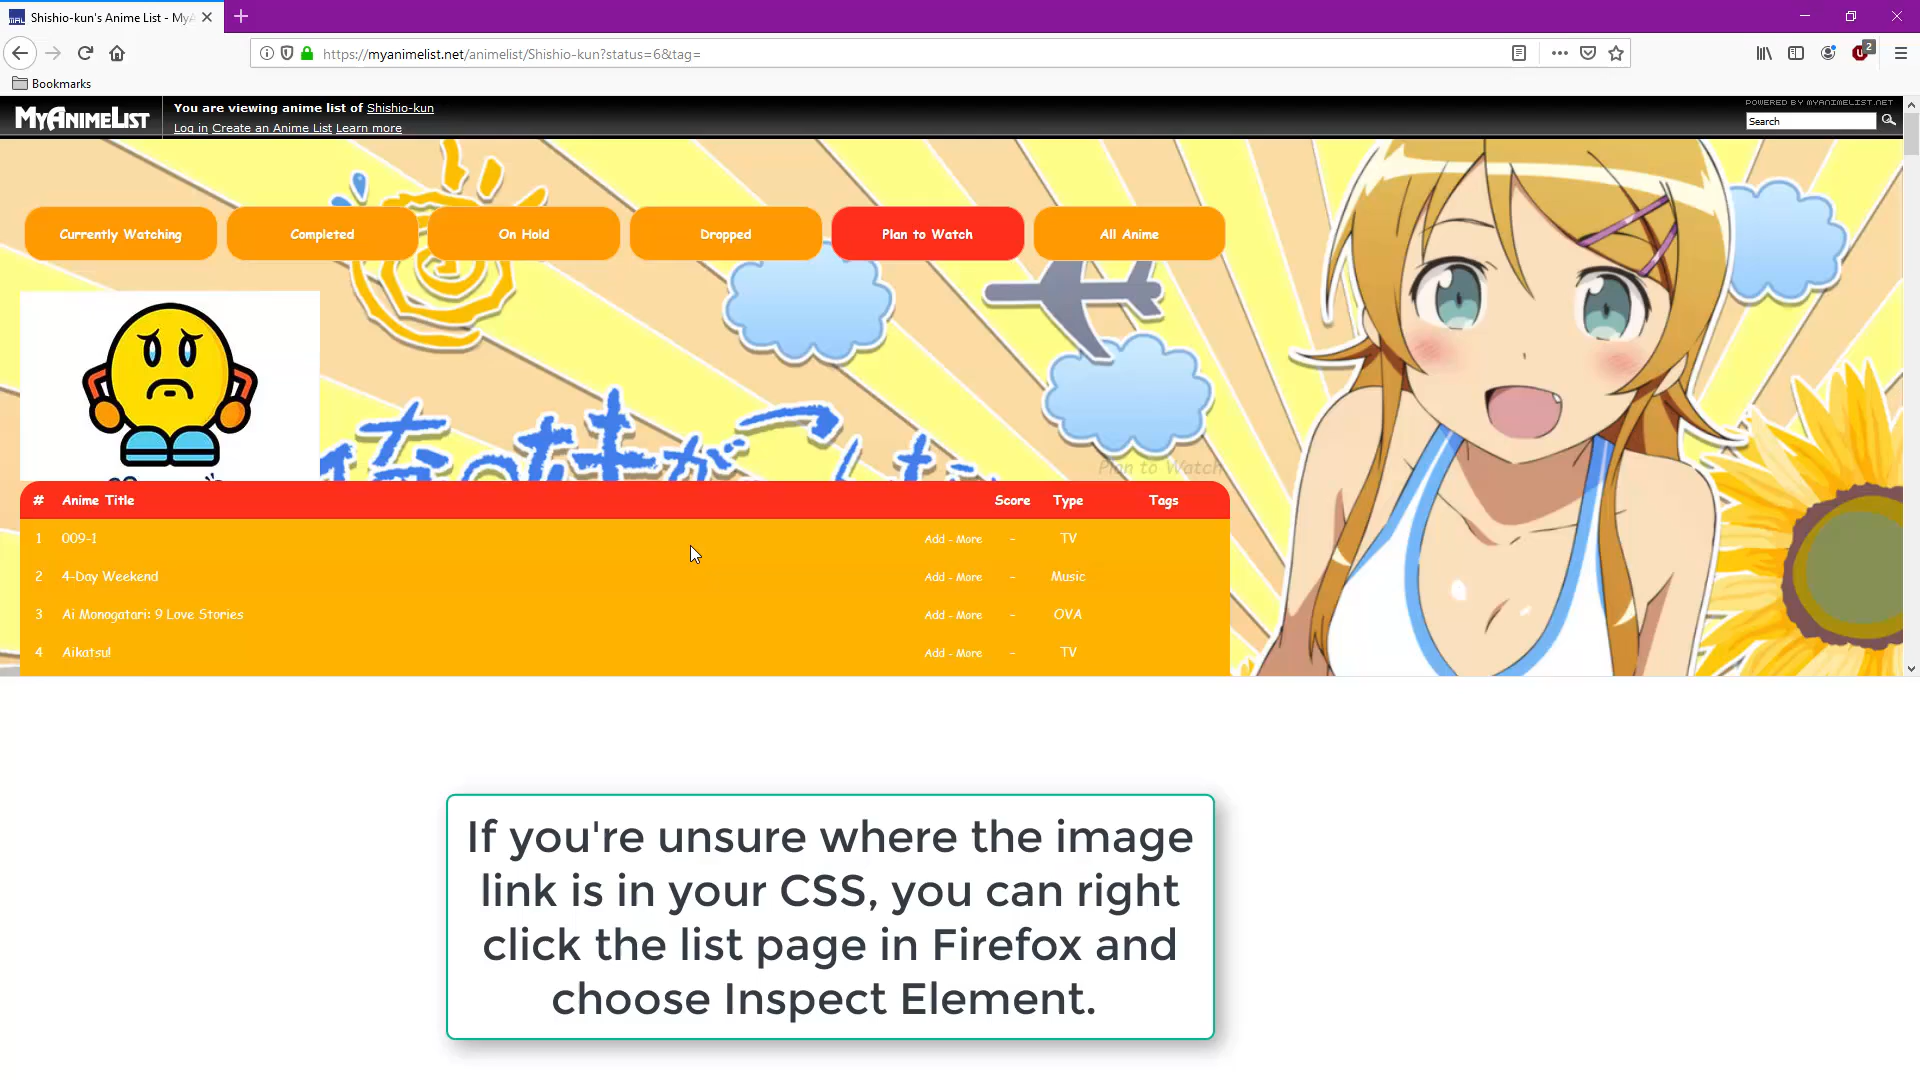 Shishio-kun's Anime List - MyA
2
https://myanimelist.net/animelist/Shishio-kun?status=6&tag=
Bookmarks
MYANIMELIST
You are viewing anime list of Shishio-kun
Log in Create an Anime List Learn more
POWERED BY MYANIMELIST.NET
Search
Currently Watching
Completed
On Hold
Dropped
Plan to Watch
All Anime
Plan to Watch
# Anime Title Score Type Tags
1 009-1 Add - More - TV
2 4-Day Weekend Add - More - Music
3 Ai Monogatari: 9 Love Stories Add - More - OVA
4 Aikatsu! Add - More - TV
If you're unsure where the image
link is in your CSS, you can right
click the list page in Firefox and
choose Inspect Element.